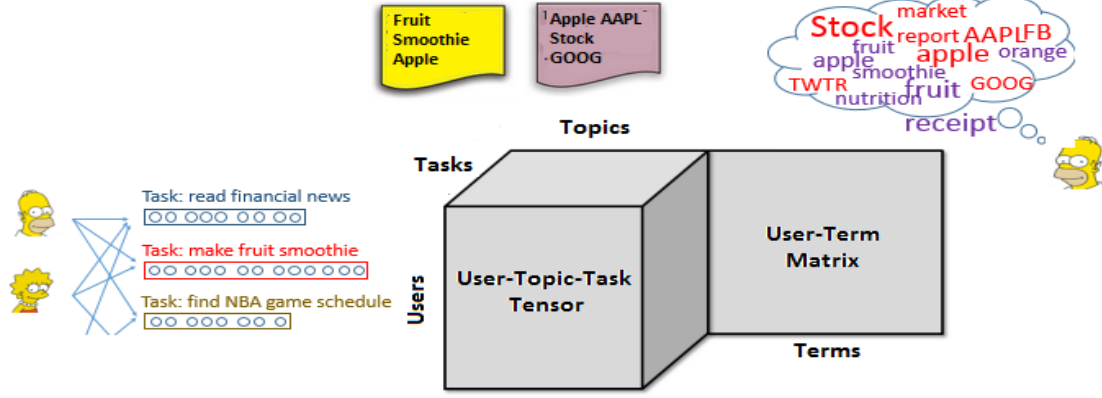 Fruit
Smoothie
Apple
Apple AAPL
Stock
GOOG
market
Stock
report AAPL FB
fruit
apple
apple
orange
smoothie
TWTR
fruit
GOOG
nutrition
receipt
Topics
Tasks
Task: read financial news
Task: make fruit smoothie
Task: find NBA game schedule
Users
User-Topic-Task
Tensor
User-Term
Matrix
Terms